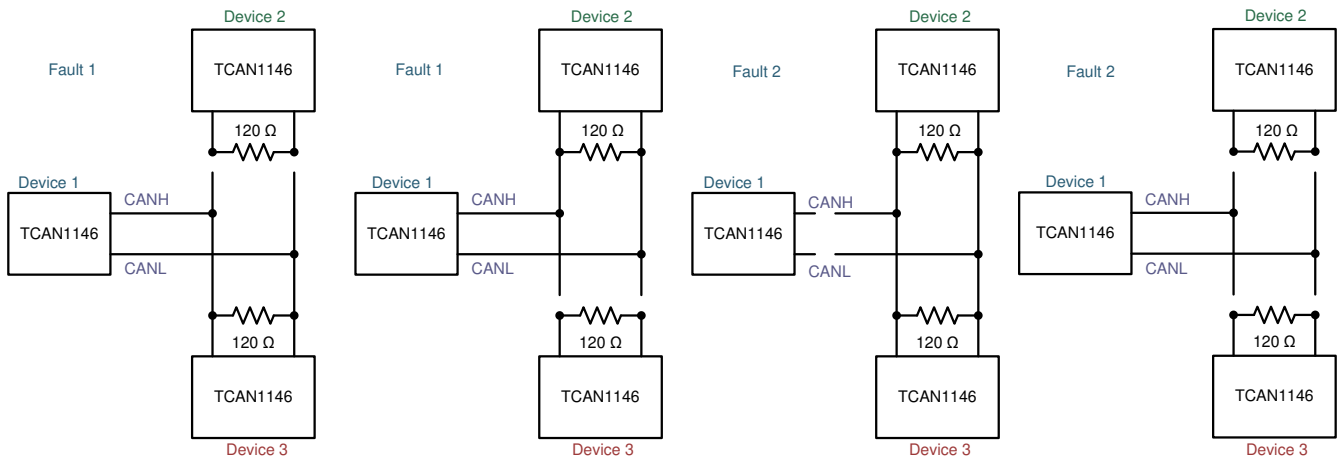 Device 2
Fault 1
TCAN1146
120 Ω
Device 1
CANH
TCAN1146
CANL
120 Ω
TCAN1146
Device 3
Device 2
Fault 1
TCAN1146
120 Ω
Device 1
CANH
TCAN1146
CANL
120 Ω
TCAN1146
Device 3
Device 2
Fault 2
TCAN1146
120 Ω
Device 1
CANH
TCAN1146
CANL
120 Ω
TCAN1146
Device 3
Device 2
Fault 2
TCAN1146
120 Ω
Device 1
CANH
TCAN1146
CANL
120 Ω
TCAN1146
Device 3